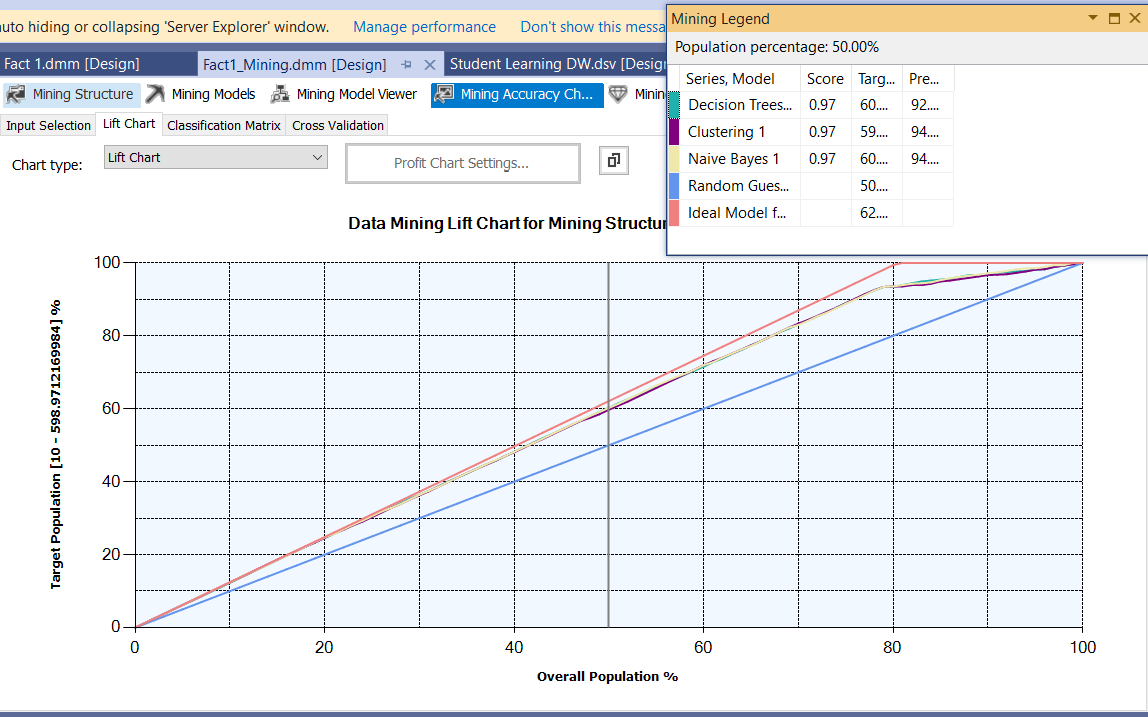 auto hiding or collapsing 'Server Explorer' window. Manage performance Don't show this messa
Mining Legend
Population percentage: 50.00%
Series, Model Score Targ... Pre...
Decision Trees... 0.97 60.... 92....
Clustering 1 0.97 59.... 94....
Naive Bayes 1 0.97 60.... 94....
Random Gues... 50....
Ideal Model f... 62....
Fact 1.dmm [Design] Fact1_Mining.dmm [Design] Student Learning DW.dsv [Design
Mining Structure Mining Models Mining Model Viewer Mining Accuracy Ch... Minin
Input Selection Lift Chart Classification Matrix Cross Validation
Chart type: Lift Chart Profit Chart Settings...
Data Mining Lift Chart for Mining Structur
Target Population [10 - 598.9712169984] %
100
80
60
40
20
0
0 20 40 60 80 100
Overall Population %